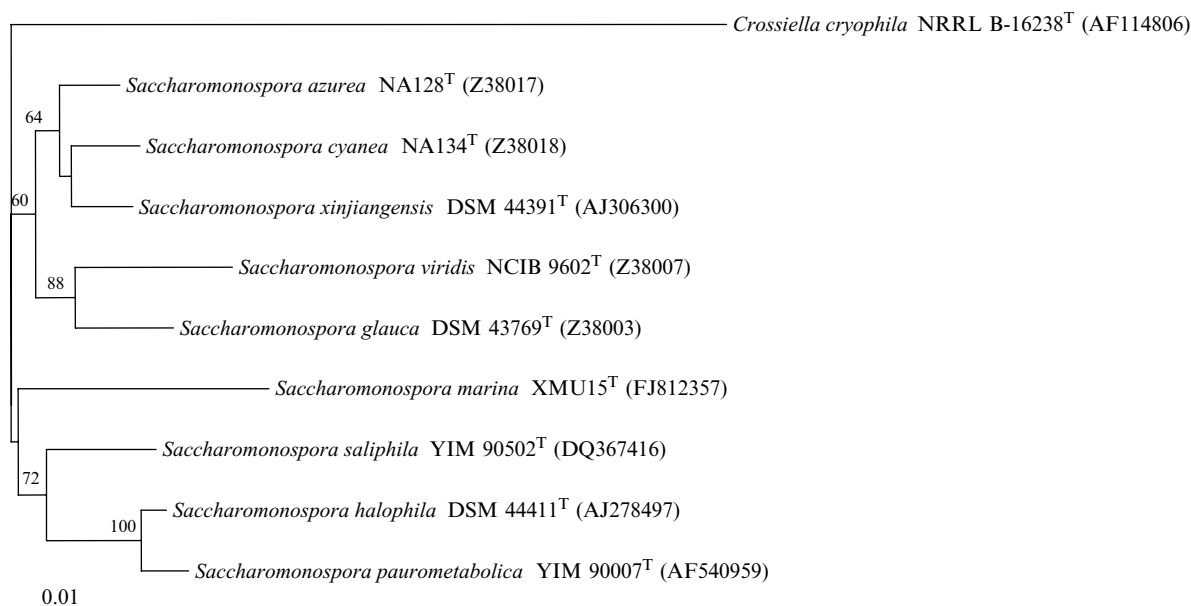 Crossiella cryophila NRRL B-16238ᵀ (AF114806)
Saccharomonospora azurea NA128ᵀ (Z38017)
64
Saccharomonospora cyanea NA134ᵀ (Z38018)
60
Saccharomonospora xinjiangensis DSM 44391ᵀ (AJ306300)
Saccharomonospora viridis NCIB 9602ᵀ (Z38007)
88
Saccharomonospora glauca DSM 43769ᵀ (Z38003)
Saccharomonospora marina XMU15ᵀ (FJ812357)
Saccharomonospora saliphila YIM 90502ᵀ (DQ367416)
72
Saccharomonospora halophila DSM 44411ᵀ (AJ278497)
100
Saccharomonospora paurometabolica YIM 90007ᵀ (AF540959)
0.01